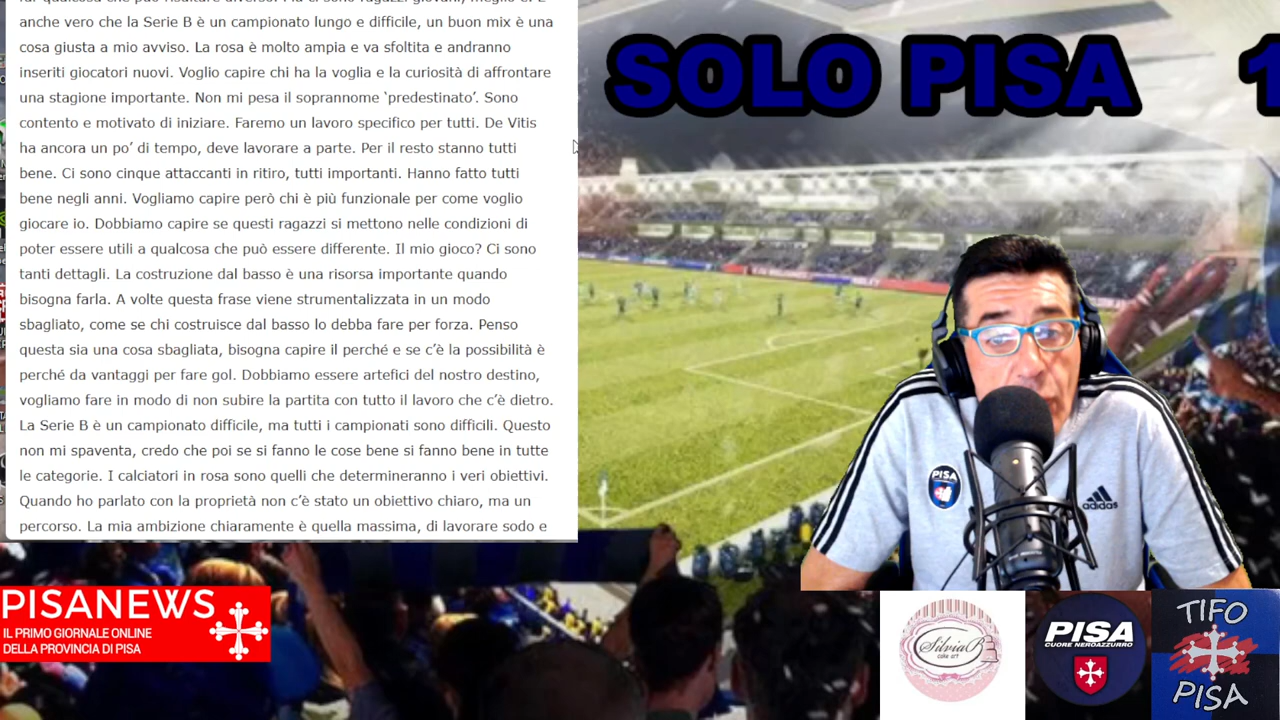 anche vero che la Serie B è un campionato lungo e difficile, un buon mix è una
cosa giusta a mio avviso. La rosa è molto ampia e va sfoltita e andranno
inseriti giocatori nuovi. Voglio capire chi ha la voglia e la curiosità di affrontare
una stagione importante. Non mi pesa il soprannome ‘predestinato’. Sono
contento e motivato di iniziare. Faremo un lavoro specifico per tutti. De Vitis
ha ancora un po’ di tempo, deve lavorare a parte. Per il resto stanno tutti
bene. Ci sono cinque attaccanti in ritiro, tutti importanti. Hanno fatto tutti
bene negli anni. Vogliamo capire però chi è più funzionale per come voglio
giocare io. Dobbiamo capire se questi ragazzi si mettono nelle condizioni di
poter essere utili a qualcosa che può essere differente. Il mio gioco? Ci sono
tanti dettagli. La costruzione dal basso è una risorsa importante quando
bisogna farla. A volte questa frase viene strumentalizzata in un modo
sbagliato, come se chi costruisce dal basso lo debba fare per forza. Penso
questa sia una cosa sbagliata, bisogna capire il perché e se c’è la possibilità è
perché da vantaggi per fare gol. Dobbiamo essere artefici del nostro destino,
vogliamo fare in modo di non subire la partita con tutto il lavoro che c’è dietro.
La Serie B è un campionato difficile, ma tutti i campionati sono difficili. Questo
non mi spaventa, credo che poi se si fanno le cose bene si fanno bene in tutte
le categorie. I calciatori in rosa sono quelli che determineranno i veri obiettivi.
Quando ho parlato con la proprietà non c’è stato un obiettivo chiaro, ma un
percorso. La mia ambizione chiaramente è quella massima, di lavorare sodo e
SOLO PISA 1
PISA
adidas
PISANEWS
IL PRIMO GIORNALE ONLINE
DELLA PROVINCIA DI PISA
Silvia B
cake art
PISA
CUORE NEROAZZURRO
TIFO
PISA